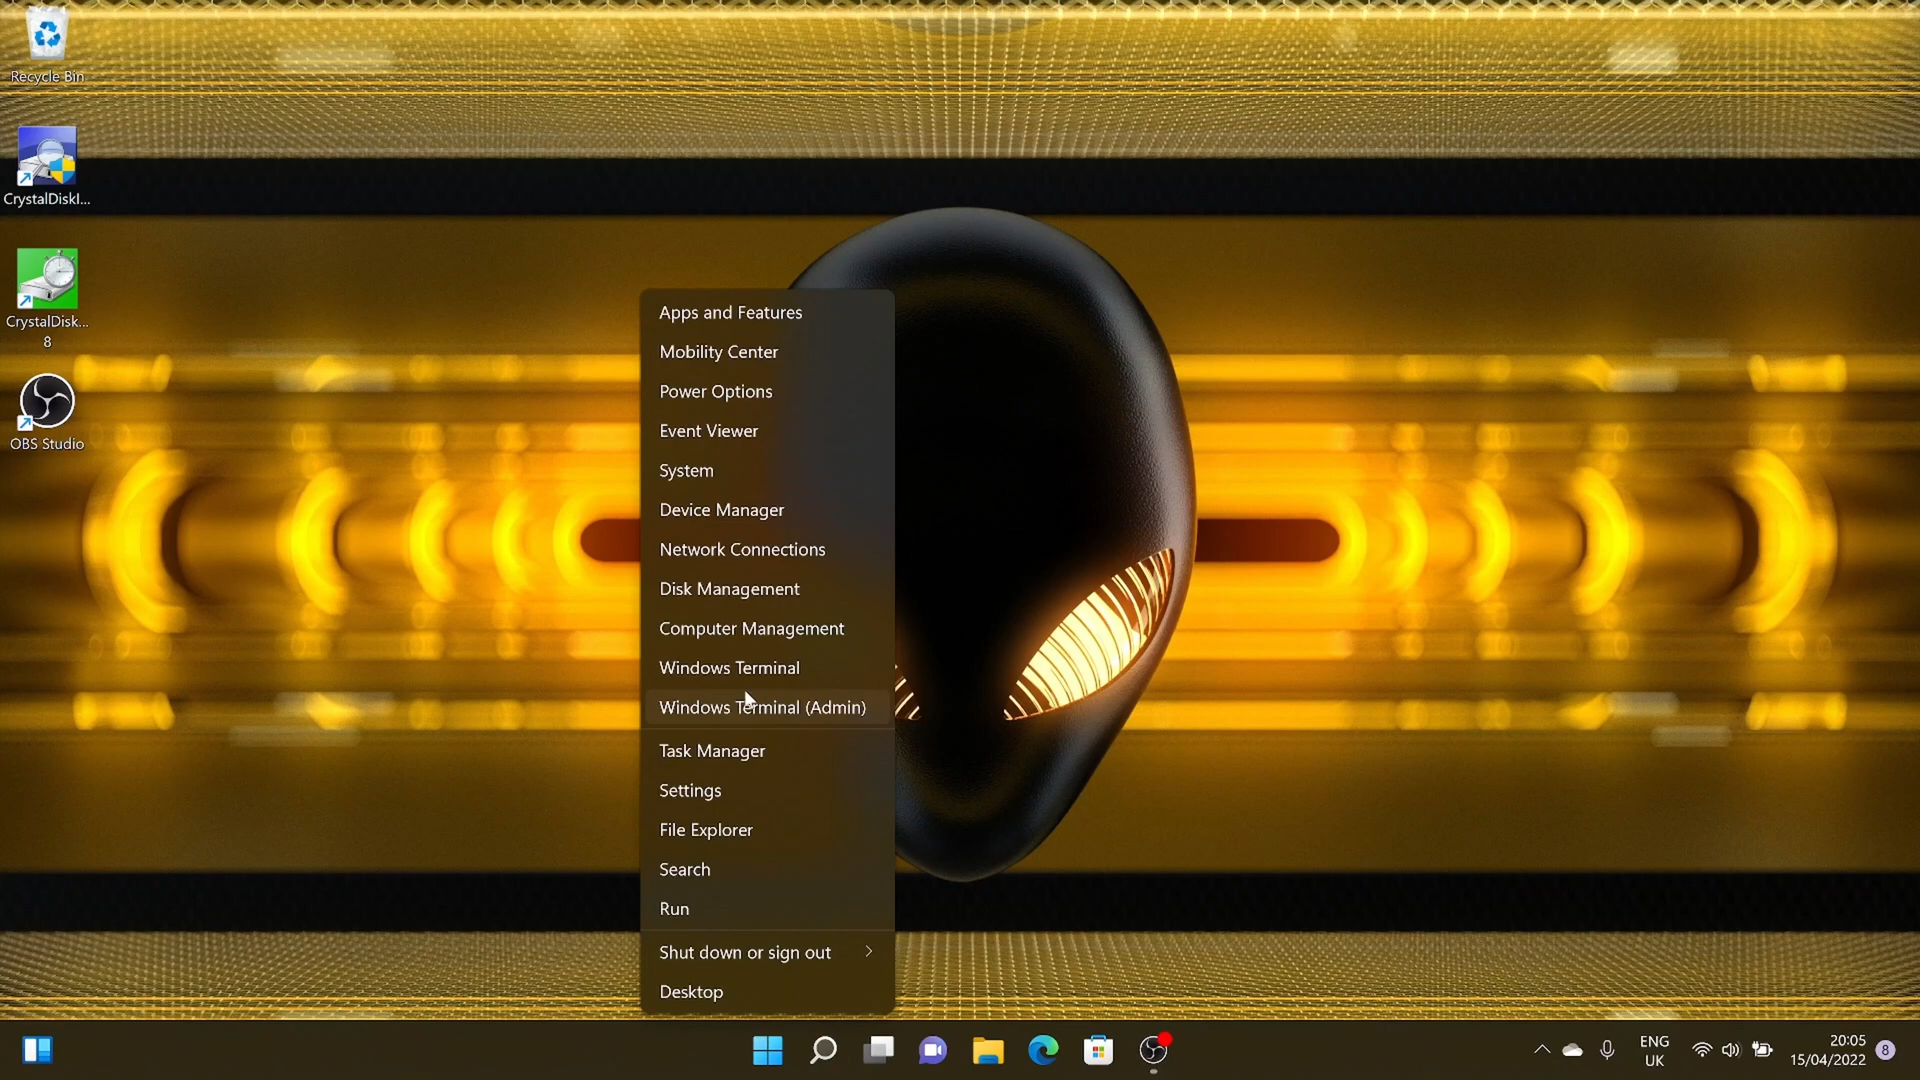 Recycle Bin
CrystalDiskI...
CrystalDisk...
8
OBS Studio
Apps and Features
Mobility Center
Power Options
Event Viewer
System
Device Manager
Network Connections
Disk Management
Computer Management
Windows Terminal
Windows Terminal (Admin)
Task Manager
Settings
File Explorer
Search
Run
Shut down or sign out
Desktop
ENG
UK
20:05
15/04/2022
8